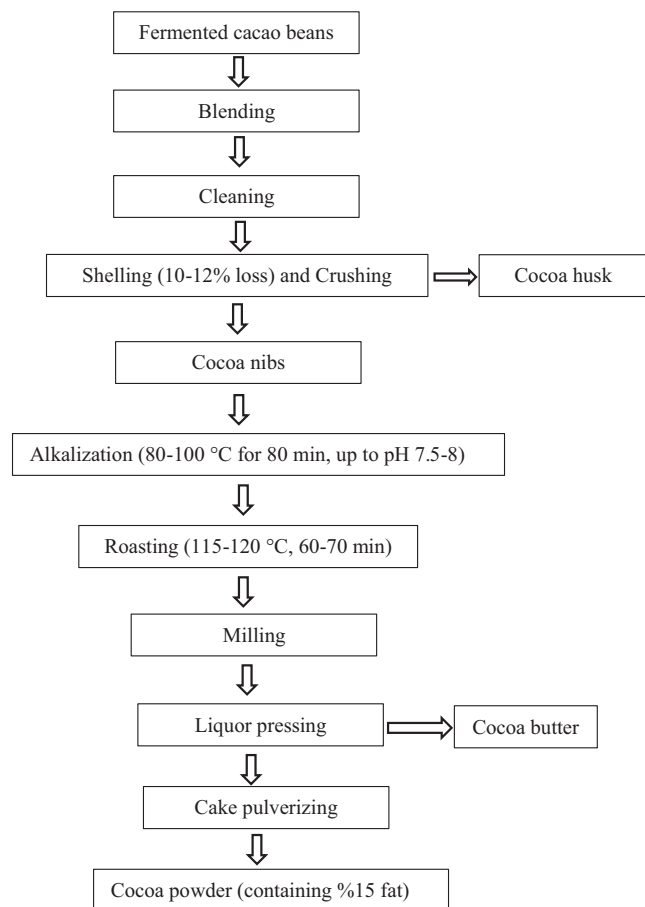 Fermented cacao beans
Blending
Cleaning
Shelling (10-12% loss) and Crushing
Cocoa husk
Cocoa nibs
Alkalization (80-100 °C for 80 min, up to pH 7.5-8)
Roasting (115-120 °C, 60-70 min)
Milling
Liquor pressing
Cocoa butter
Cake pulverizing
Cocoa powder (containing %15 fat)